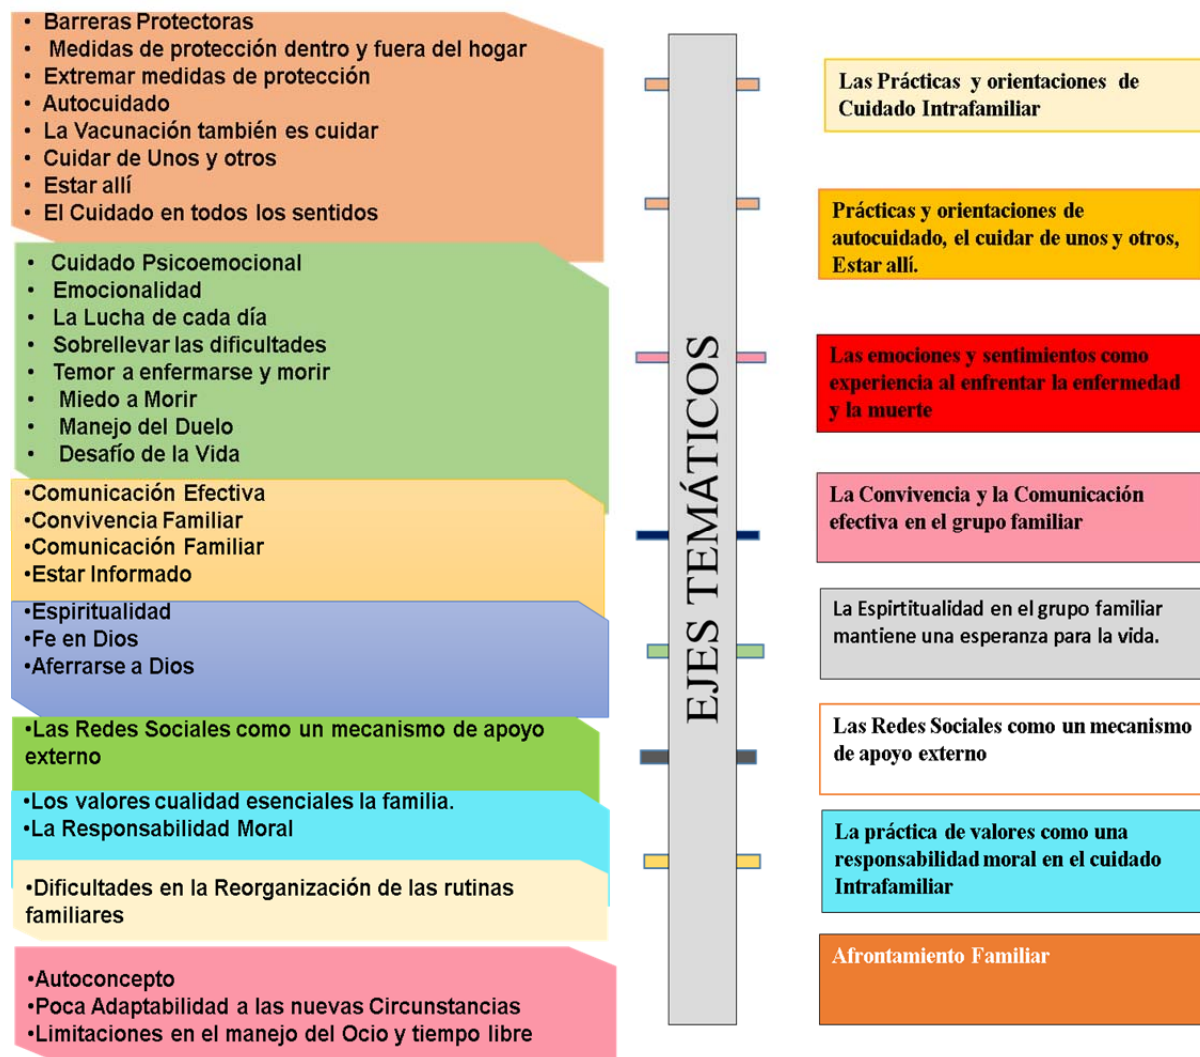 • Barreras Protectoras
• Medidas de protección dentro y fuera del hogar
• Extremar medidas de protección
• Autocuidado
• La Vacunación también es cuidar
• Cuidar de Unos y otros
• Estar allí
• El Cuidado en todos los sentidos
• Cuidado Psicoemocional
• Emocionalidad
• La Lucha de cada día
• Sobrellevar las dificultades
• Temor a enfermarse y morir
• Miedo a Morir
• Manejo del Duelo
• Desafío de la Vida
•Comunicación Efectiva
•Convivencia Familiar
•Comunicación Familiar
•Estar Informado
•Espiritualidad
•Fe en Dios
•Aferrarse a Dios
•Las Redes Sociales como un mecanismo de apoyo
externo
•Los valores cualidad esenciales la familia.
•La Responsabilidad Moral
•Dificultades en la Reorganización de las rutinas
familiares
•Autoconcepto
•Poca Adaptabilidad a las nuevas Circunstancias
•Limitaciones en el manejo del Ocio y tiempo libre
EJES TEMÁTICOS
Las Prácticas y orientaciones de
Cuidado Intrafamiliar
Prácticas y orientaciones de
autocuidado, el cuidar de unos y otros,
Estar allí.
Las emociones y sentimientos como
experiencia al enfrentar la enfermedad
y la muerte
La Convivencia y la Comunicación
efectiva en el grupo familiar
La Espirtitualidad en el grupo familiar
mantiene una esperanza para la vida.
Las Redes Sociales como un mecanismo
de apoyo externo
La práctica de valores como una
responsabilidad moral en el cuidado
Intrafamiliar
Afrontamiento Familiar